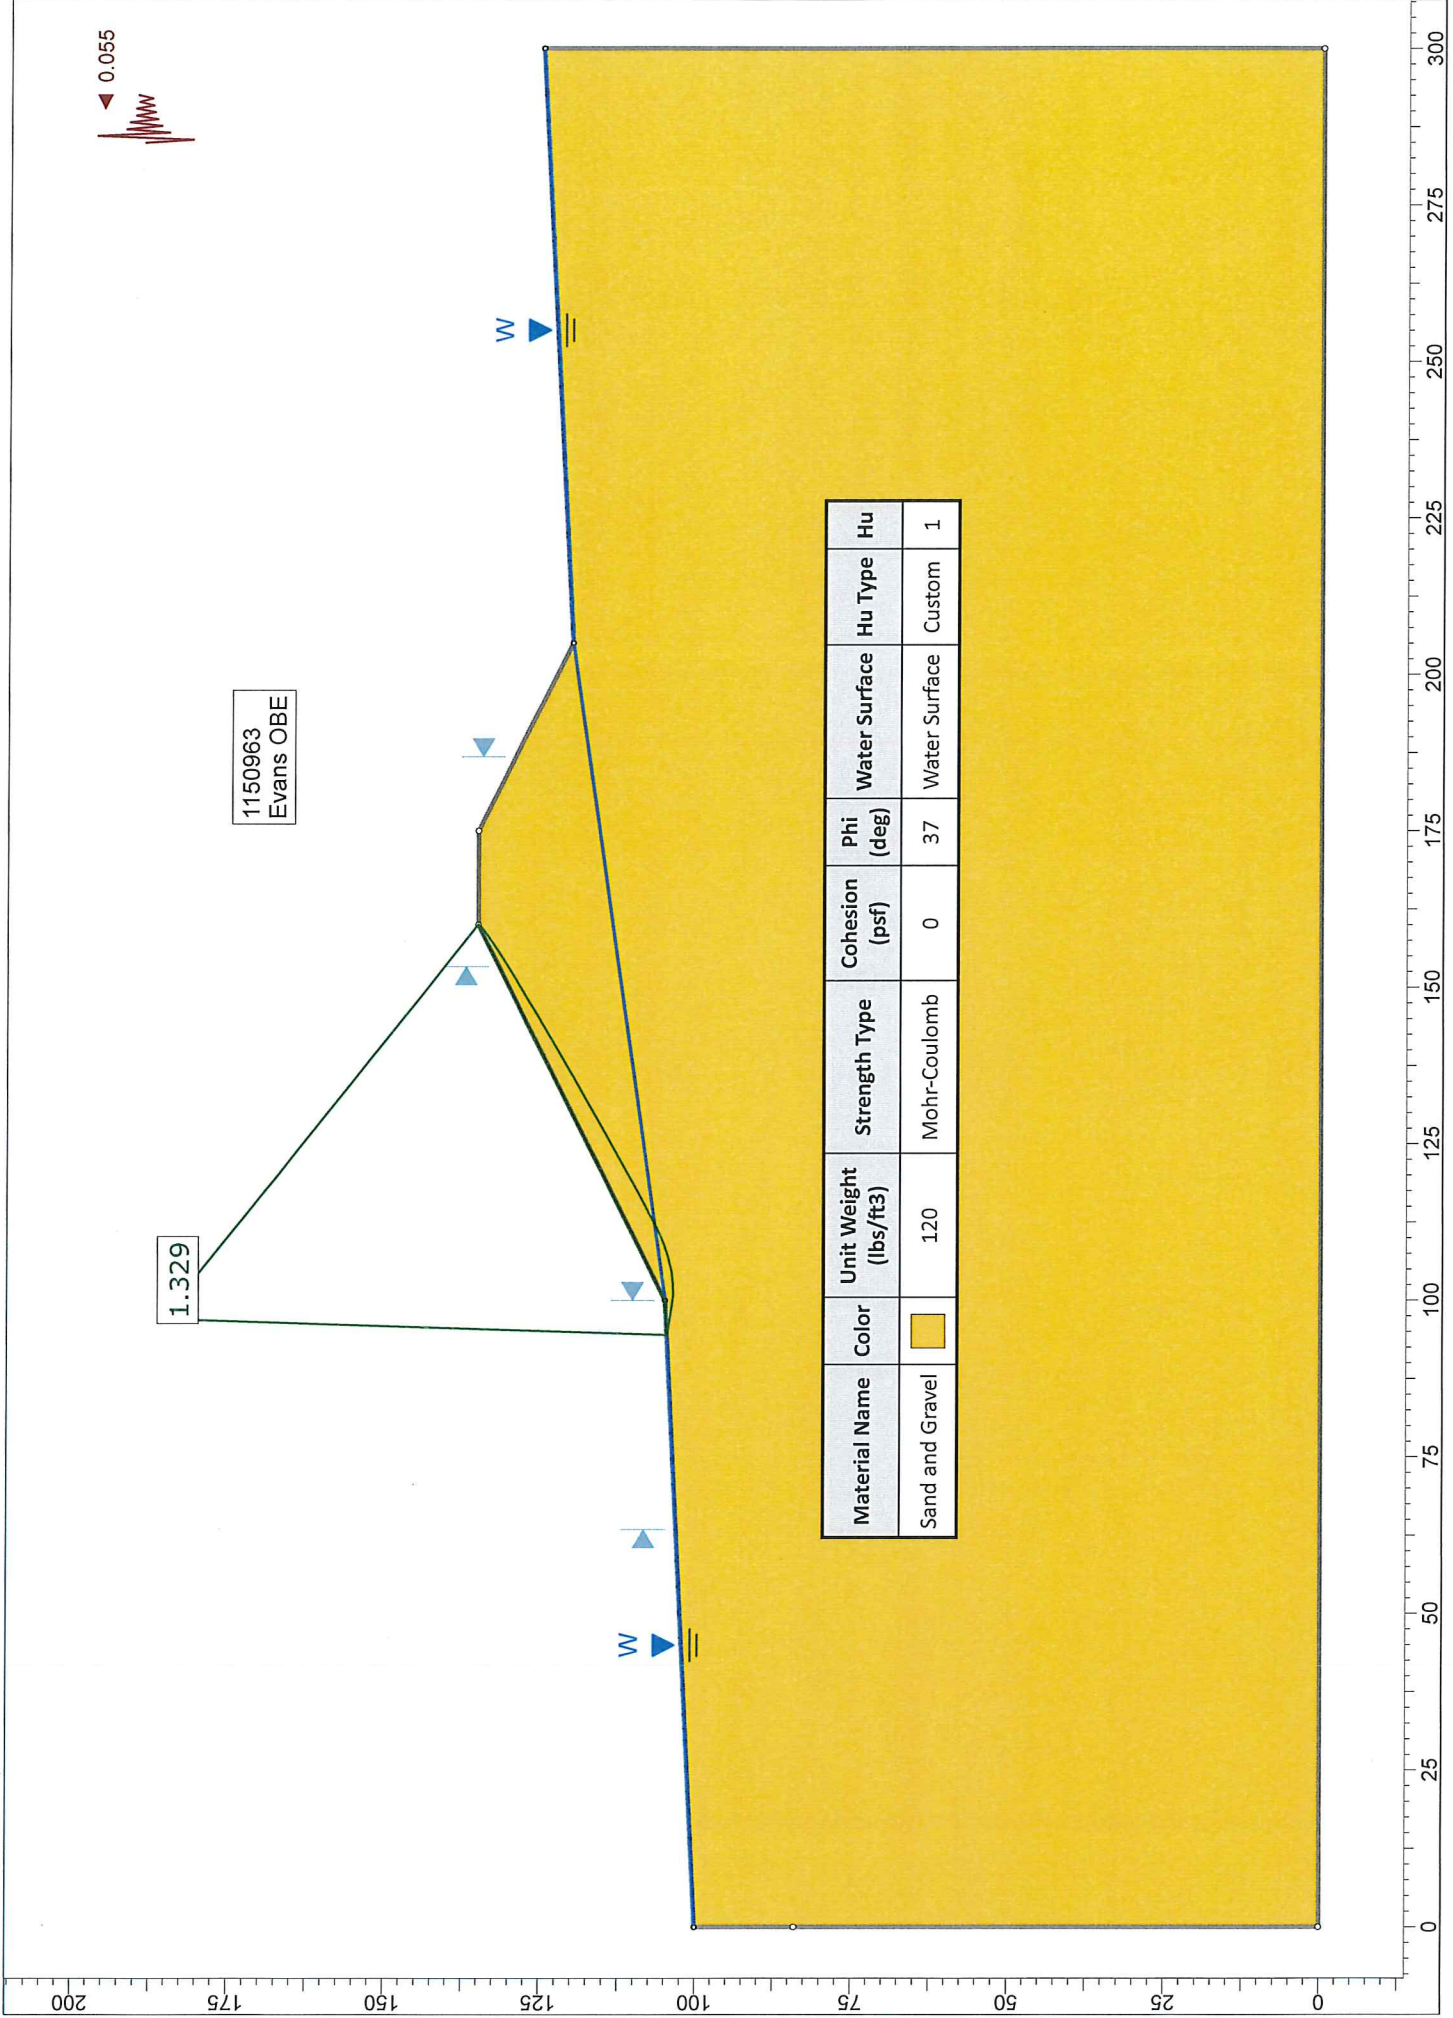 0.055
1150963
Evans OBE
1.329
W
W
Material Name Color Unit Weight (lbs/ft3) Strength Type Cohesion (psf) Phi (deg) Water Surface Hu Type Hu
Sand and Gravel 120 Mohr-Coulomb 0 37 Water Surface Custom 1
200
175
150
125
100
75
50
25
0
0 25 50 75 100 125 150 175 200 225 250 275 300